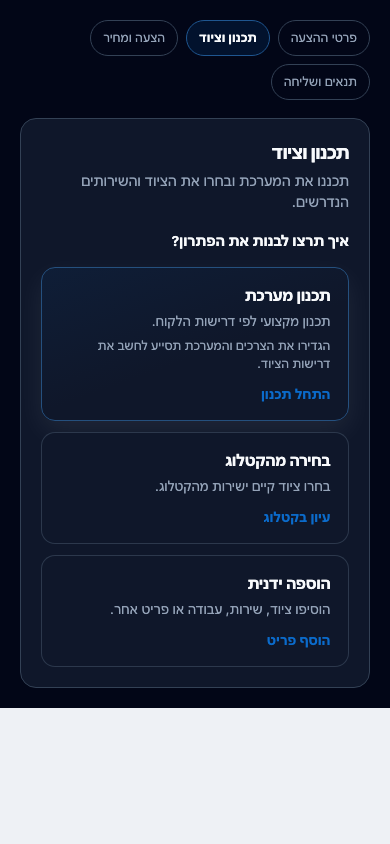 פרטי ההצעה
תכנון וציוד
הצעה ומחיר
תנאים ושליחה
תכנון וציוד
תכננו את המערכת ובחרו את הציוד והשירותים
הנדרשים.
איך תרצו לבנות את הפתרון?
תכנון מערכת
תכנון מקצועי לפי דרישות הלקוח.
הגדירו את הצרכים והמערכת תסייע לחשב את
דרישות הציוד.
התחל תכנון
בחירה מהקטלוג
בחרו ציוד קיים ישירות מהקטלוג.
עיון בקטלוג
הוספה ידנית
הוסיפו ציוד, שירות, עבודה או פריט אחר.
הוסף פריט